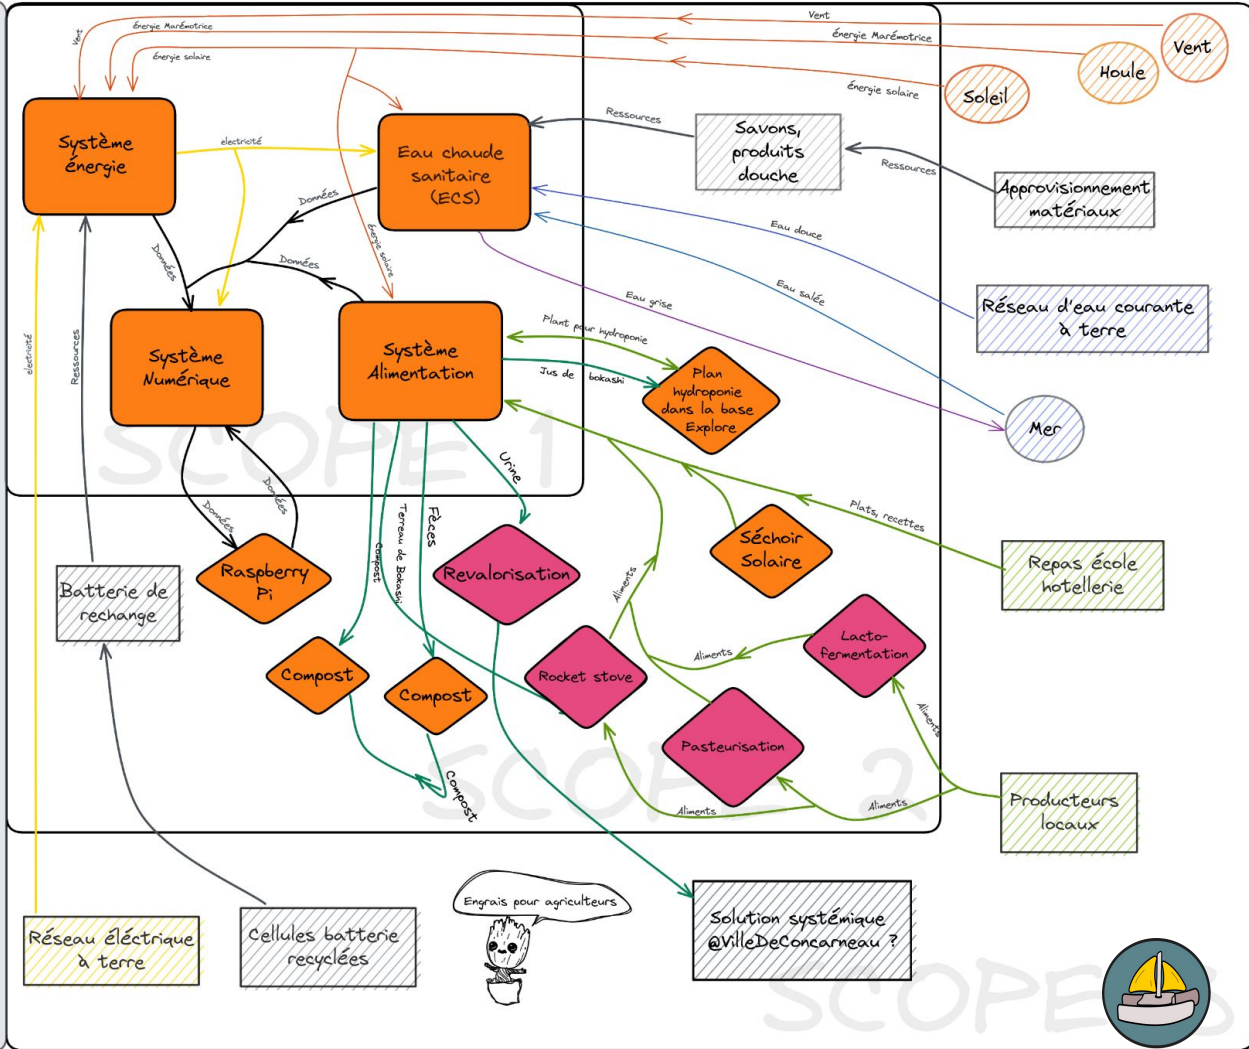 Vent
énergie Marémotrice
énergie solaire
Vent
énergie Marémotrice
énergie solaire
Vent
Houle
Soleil
Système
énergie
electricité
Eau chaude
sanitaire
(ECS)
Ressources
Savons,
produits
douche
Ressources
Approvisionnement
matériaux
Données
Données
Données
énergie solaire
Eau douce
Eau salée
Eau grise
Réseau d'eau courante
à terre
electricité
Ressources
Système
Numérique
Système
Alimentation
Plant pour hydroponie
Jus de bokashi
Plan
hydroponie
dans la base
Explore
Mer
SCOPE 1
Urine
Fèces
Terreau de Bokashi
Compost
Données
Données
Plats, recettes
Raspberry
Pi
Revalorisation
Séchoir
Solaire
Repas école
hotellerie
Batterie de
rechange
Aliments
Aliments
Lacto-
fermentation
Compost
Compost
Rocket stove
Pasteurisation
Aliments
Compost
Aliments
Aliments
Producteurs
locaux
SCOPE 2
Engrais pour agriculteurs
Réseau éléctrique
à terre
Cellules batterie
recyclées
Solution systémique
@VilleDeConcarneau ?
SCOPE